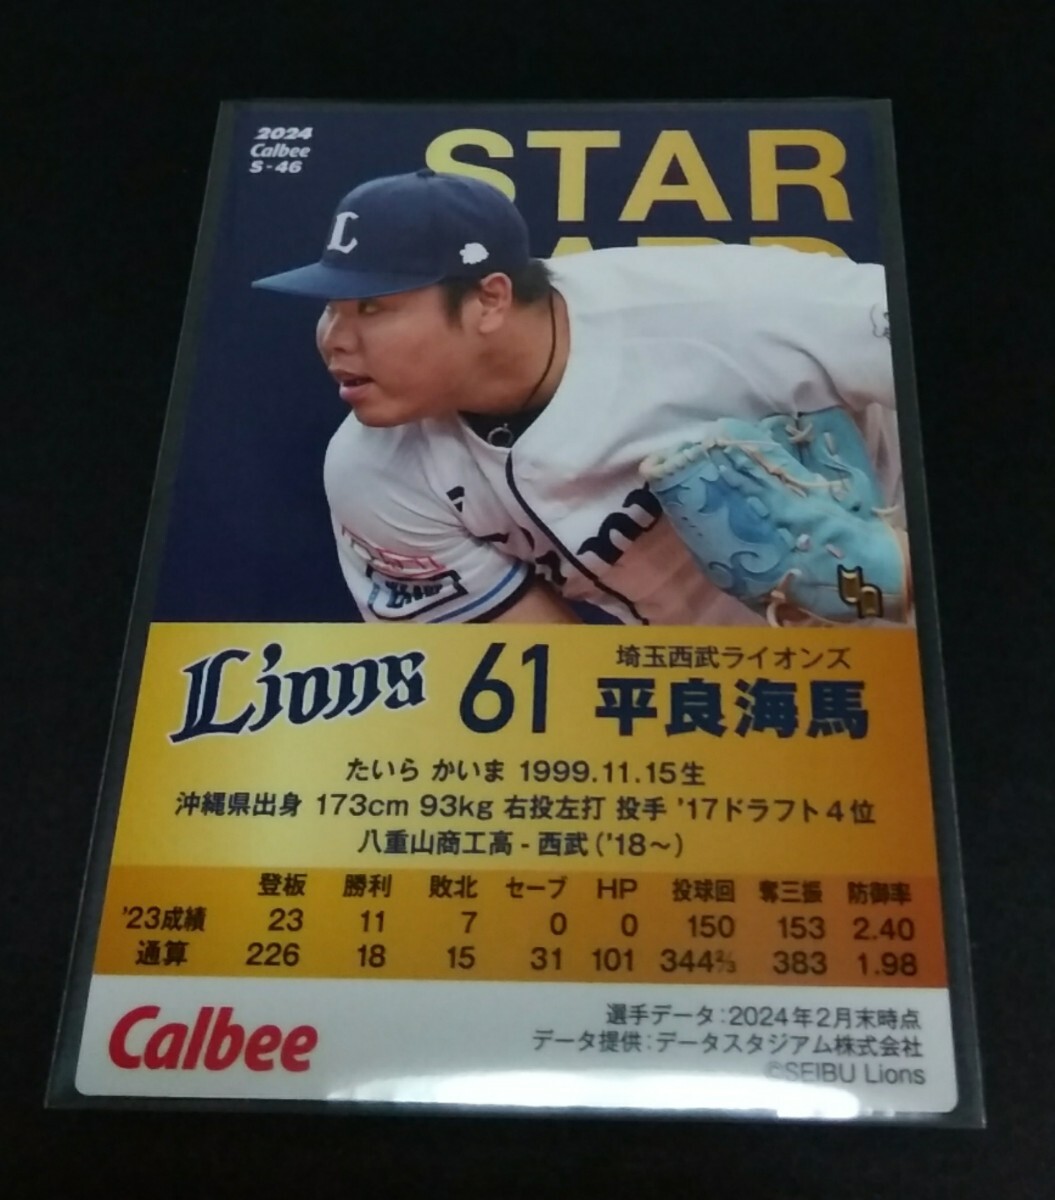 2024
Calbee
S-46
STAR
CARD
L
Lions 61 埼玉西武ライオンズ
平良海馬
たいら かいま 1999.11.15生
沖縄県出身 173cm 93kg 右投左打 投手 '17ドラフト4位
八重山商工高-西武('18～)
登板 勝利 敗北 セーブ HP 投球回 奪三振 防御率
'23成績 23 11 7 0 0 150 153 2.40
通算 226 18 15 31 101 344⅔ 383 1.98
Calbee
選手データ:2024年2月末時点
データ提供:データスタジアム株式会社
©SEIBU Lions